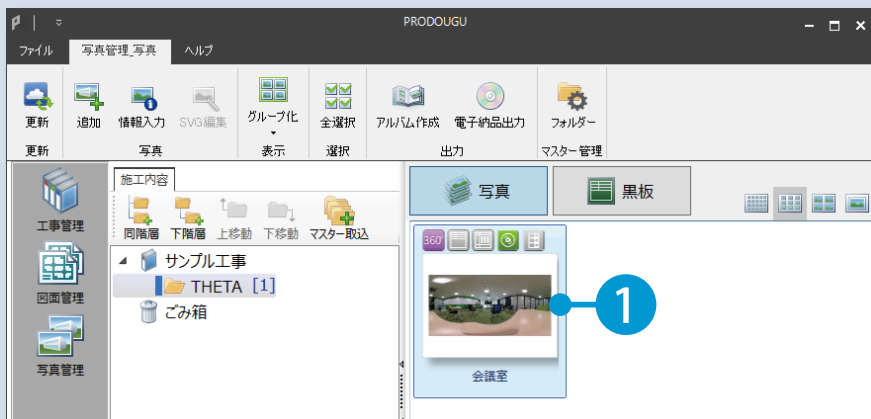 PRODOUGU
ファイル 写真管理_写真 ヘルプ
更新 追加 情報入力 SVG編集 グループ化 全選択 アルバム作成 電子納品出力 フォルダー
更新 写真 表示 選択 出力 マスター管理
工事管理
図面管理
写真管理
施工内容
同階層 下階層 上移動 下移動 マスター取込
サンプル工事
THETA [1]
ごみ箱
写真 黒板
360°
会議室
1